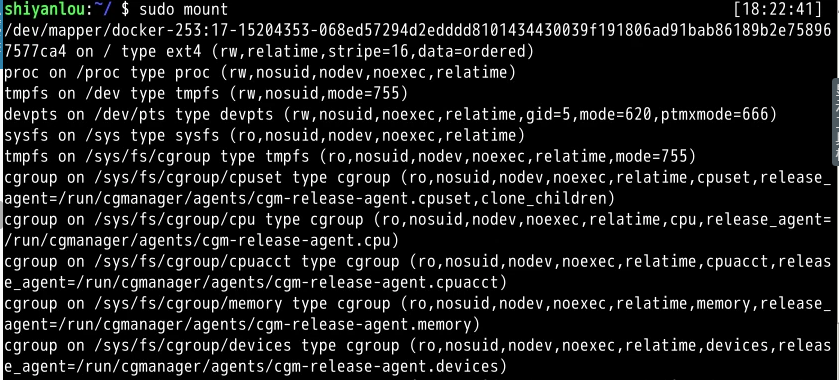 shiyanlou:~/ $ sudo mount [18:22:41]
/dev/mapper/docker-253:17-15204353-068ed57294d2edddd8101434430039f191806ad91bab86189b2e75896
7577ca4 on / type ext4 (rw,relatime,stripe=16,data=ordered)
proc on /proc type proc (rw,nosuid,nodev,noexec,relatime)
tmpfs on /dev type tmpfs (rw,nosuid,mode=755)
devpts on /dev/pts type devpts (rw,nosuid,noexec,relatime,gid=5,mode=620,ptmxmode=666)
sysfs on /sys type sysfs (ro,nosuid,nodev,noexec,relatime)
tmpfs on /sys/fs/cgroup type tmpfs (ro,nosuid,nodev,noexec,relatime,mode=755)
cgroup on /sys/fs/cgroup/cpuset type cgroup (ro,nosuid,nodev,noexec,relatime,cpuset,release_
agent=/run/cgmanager/agents/cgm-release-agent.cpuset,clone_children)
cgroup on /sys/fs/cgroup/cpu type cgroup (ro,nosuid,nodev,noexec,relatime,cpu,release_agent=
/run/cgmanager/agents/cgm-release-agent.cpu)
cgroup on /sys/fs/cgroup/cpuacct type cgroup (ro,nosuid,nodev,noexec,relatime,cpuacct,releas
e_agent=/run/cgmanager/agents/cgm-release-agent.cpuacct)
cgroup on /sys/fs/cgroup/memory type cgroup (ro,nosuid,nodev,noexec,relatime,memory,release_
agent=/run/cgmanager/agents/cgm-release-agent.memory)
cgroup on /sys/fs/cgroup/devices type cgroup (ro,nosuid,nodev,noexec,relatime,devices,releas
e_agent=/run/cgmanager/agents/cgm-release-agent.devices)